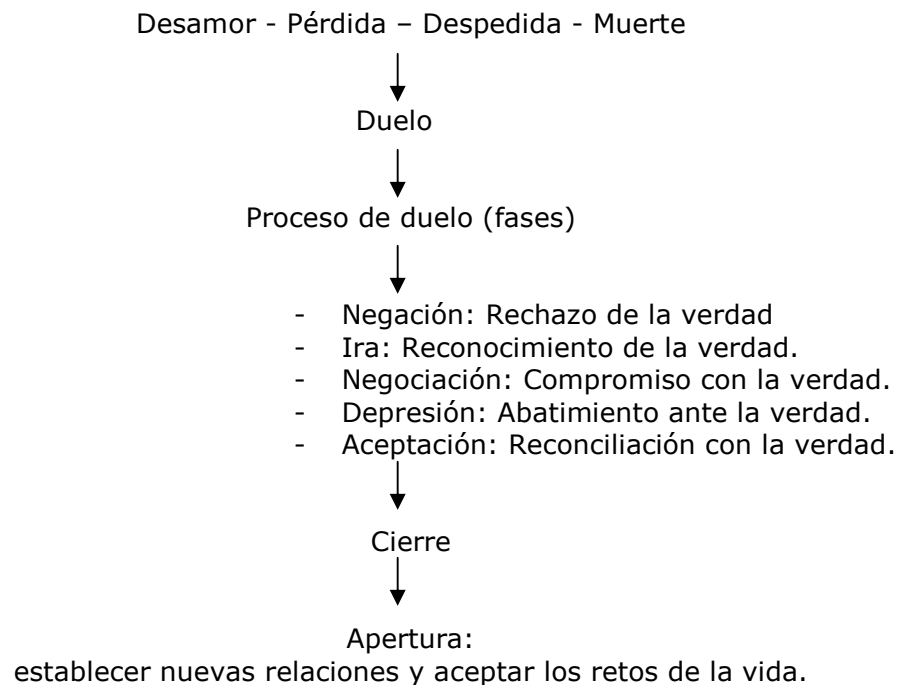 Desamor - Pérdida – Despedida - Muerte
Duelo
Proceso de duelo (fases)
- Negación: Rechazo de la verdad
- Ira: Reconocimiento de la verdad.
- Negociación: Compromiso con la verdad.
- Depresión: Abatimiento ante la verdad.
- Aceptación: Reconciliación con la verdad.
Cierre
Apertura:
establecer nuevas relaciones y aceptar los retos de la vida.